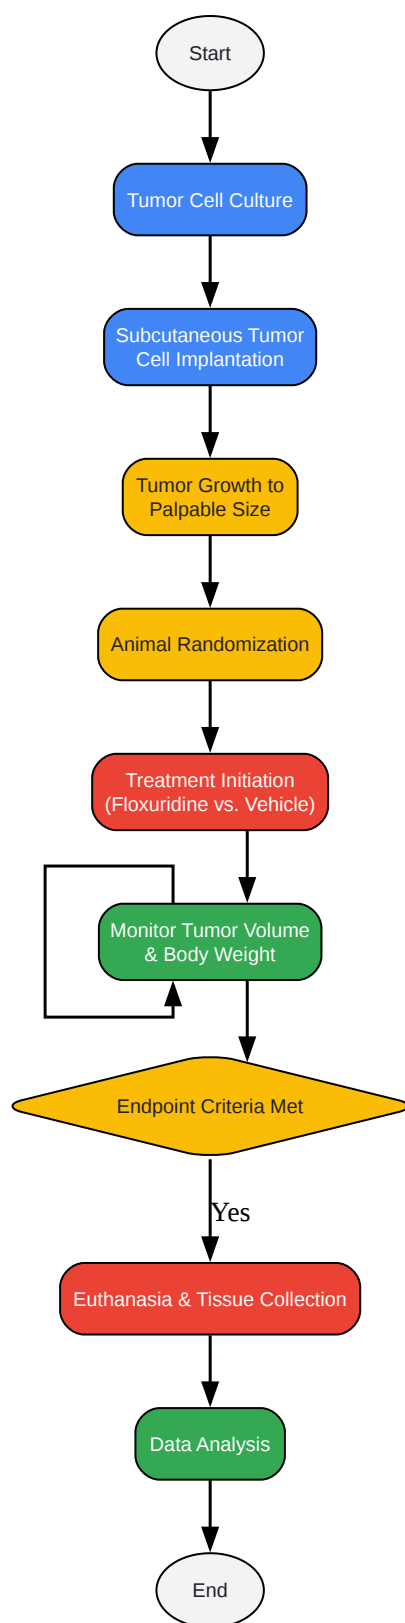 Start
Tumor Cell Culture
Subcutaneous Tumor
Cell Implantation
Tumor Growth to
Palpable Size
Animal Randomization
Treatment Initiation
(Floxuridine vs. Vehicle)
Monitor Tumor Volume
& Body Weight
Endpoint Criteria Met
Yes
Euthanasia & Tissue Collection
Data Analysis
End